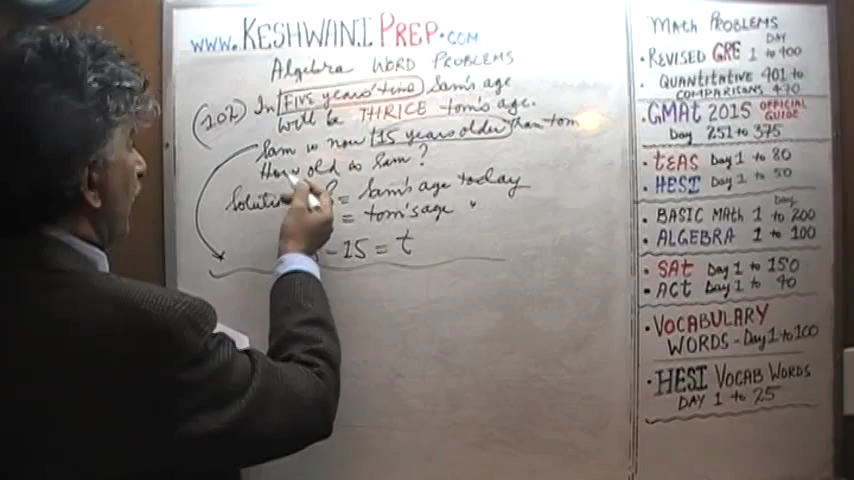 www.KESHWANI PREP.com
Algebra WORD PROBLEMS
(102) In FIVE years' time Sam's age
will be THRICE tom's age.
Sam is now 15 years older than tom
How old is Sam?
= Sam's age today
= tom's age "
- 15 = t
MATH PROBLEMS
DAY
• REVISED GRE 1 to 400
• QUANTITATIVE 401 to
COMPARISONS 470
• GMAT 2015 OFFICIAL GUIDE
Day 251 to 375
• TEAS Day 1 to 80
• HESI Day 1 to 50
DAY
• BASIC MATH 1 to 200
• ALGEBRA 1 to 100
• SAT Day 1 to 150
• ACT Day 1 to 90
• VOCABULARY
WORDS - Day 1 to 100
• HESI VOCAB WORDS
DAY 1 to 25